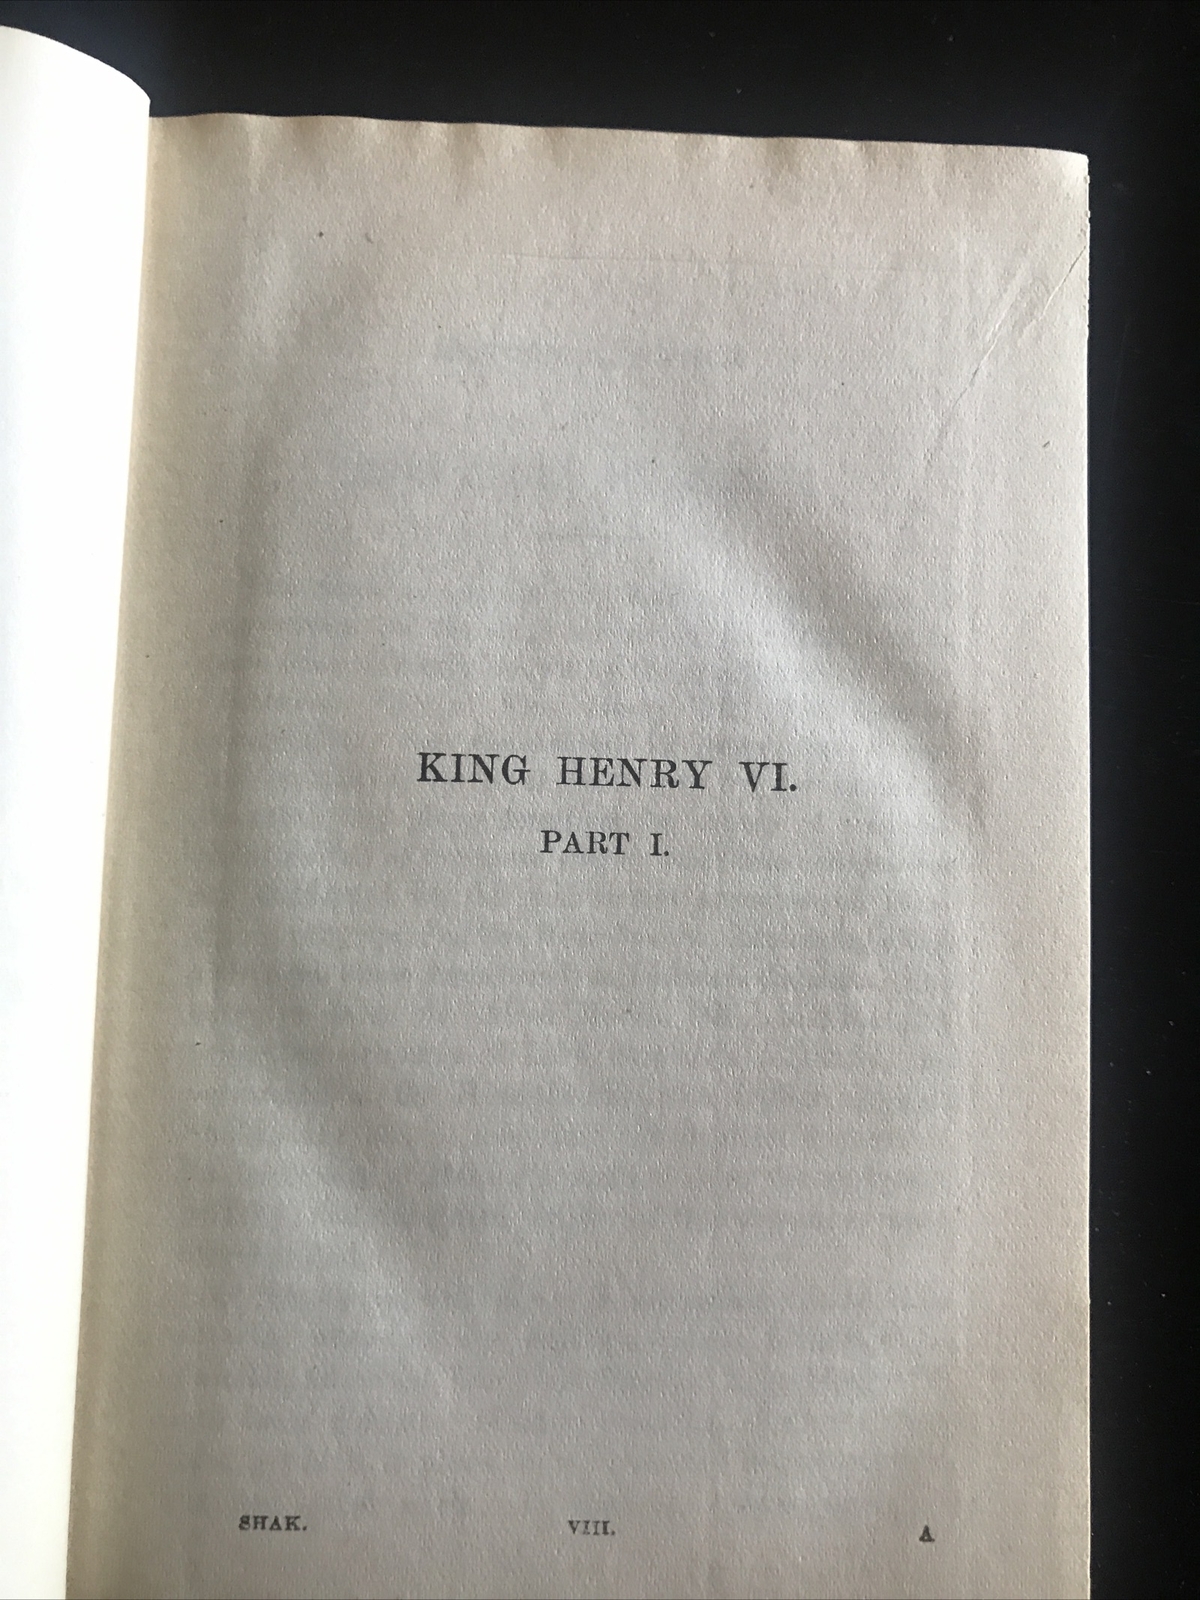 KING HENRY VI.
PART I.
SHAK. VIII. A